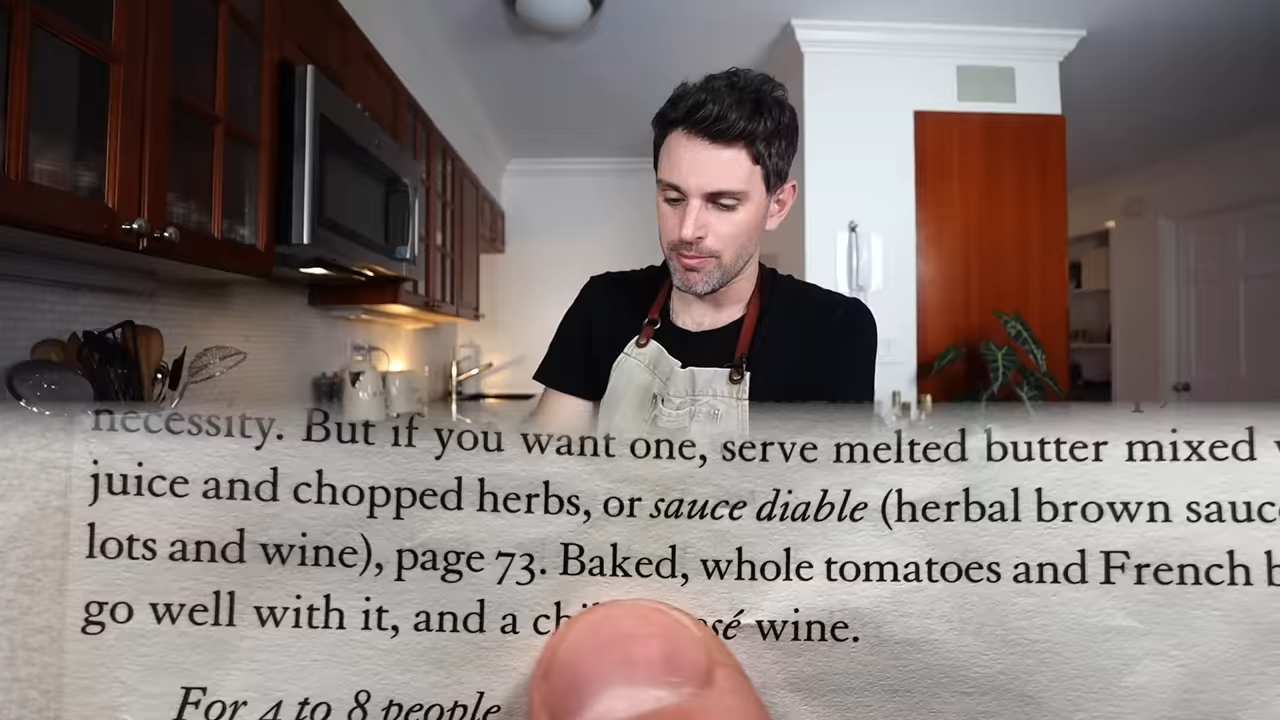 necessity. But if you want one, serve melted butter mixed
juice and chopped herbs, or sauce diable (herbal brown sauc
lots and wine), page 73. Baked, whole tomatoes and French b
go well with it, and a ch sé wine.
For 4 to 8 people